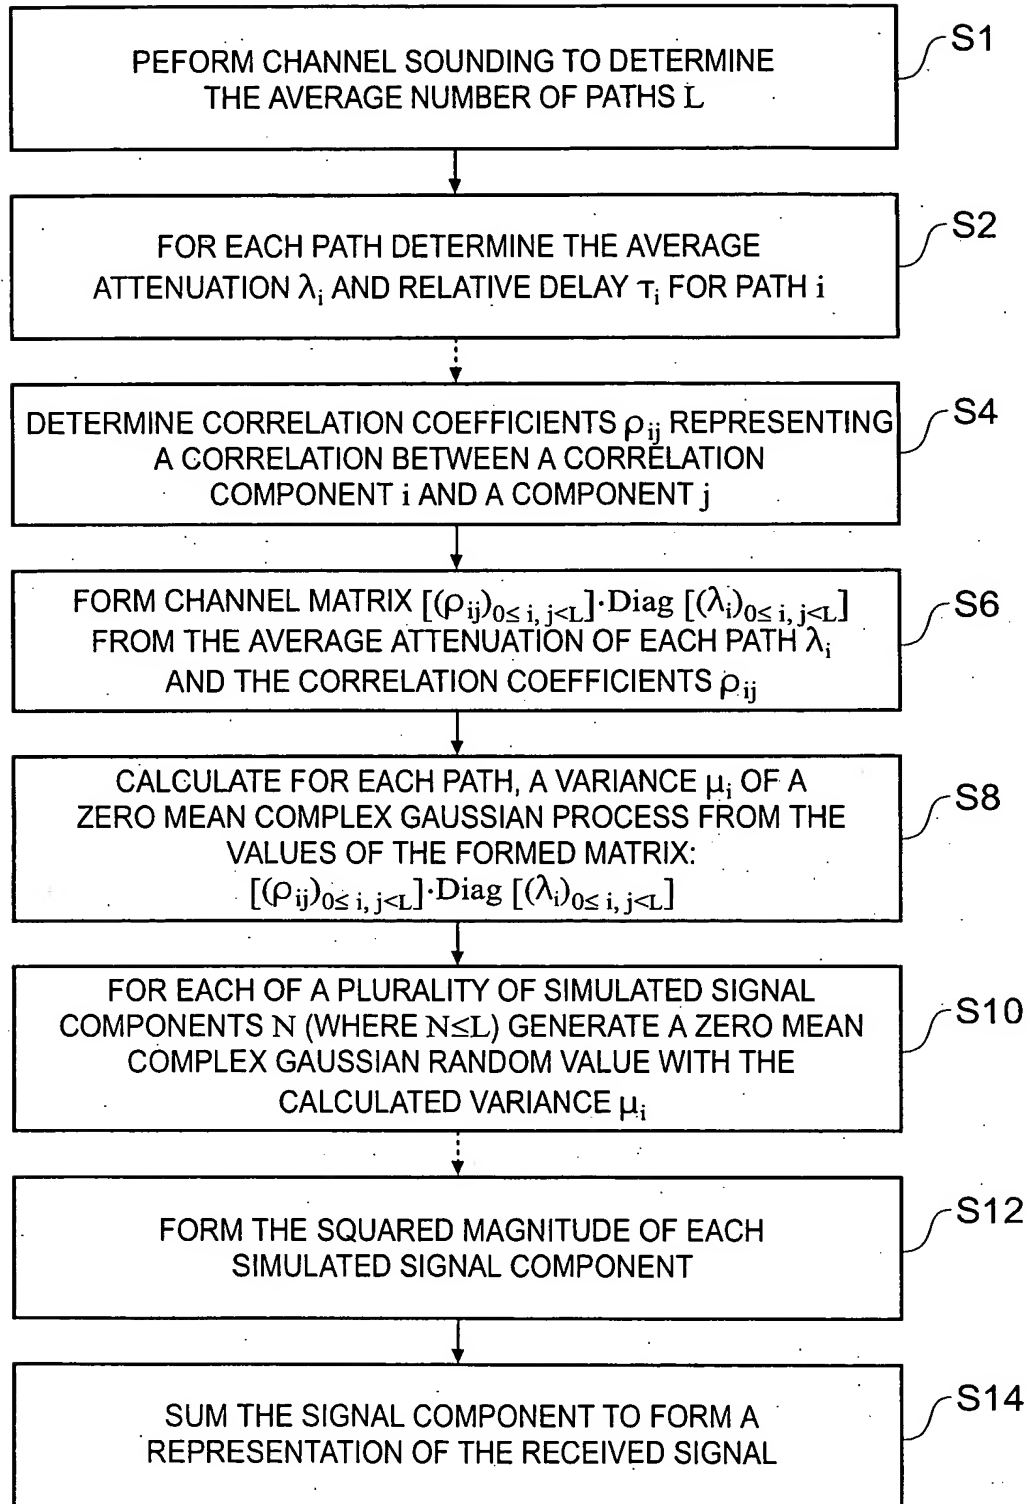 PEFORM CHANNEL SOUNDING TO DETERMINE
THE AVERAGE NUMBER OF PATHS L
S1
FOR EACH PATH DETERMINE THE AVERAGE
ATTENUATION λi AND RELATIVE DELAY τi FOR PATH i
S2
DETERMINE CORRELATION COEFFICIENTS ρij REPRESENTING
A CORRELATION BETWEEN A CORRELATION
COMPONENT i AND A COMPONENT j
S4
FORM CHANNEL MATRIX [(ρij)0≤ i, j<L]·Diag [(λi)0≤ i, j<L]
FROM THE AVERAGE ATTENUATION OF EACH PATH λi
AND THE CORRELATION COEFFICIENTS ρij
S6
CALCULATE FOR EACH PATH, A VARIANCE μi OF A
ZERO MEAN COMPLEX GAUSSIAN PROCESS FROM THE
VALUES OF THE FORMED MATRIX:
[(ρij)0≤ i, j<L]·Diag [(λi)0≤ i, j<L]
S8
FOR EACH OF A PLURALITY OF SIMULATED SIGNAL
COMPONENTS N (WHERE N≤L) GENERATE A ZERO MEAN
COMPLEX GAUSSIAN RANDOM VALUE WITH THE
CALCULATED VARIANCE μi
S10
FORM THE SQUARED MAGNITUDE OF EACH
SIMULATED SIGNAL COMPONENT
S12
SUM THE SIGNAL COMPONENT TO FORM A
REPRESENTATION OF THE RECEIVED SIGNAL
S14